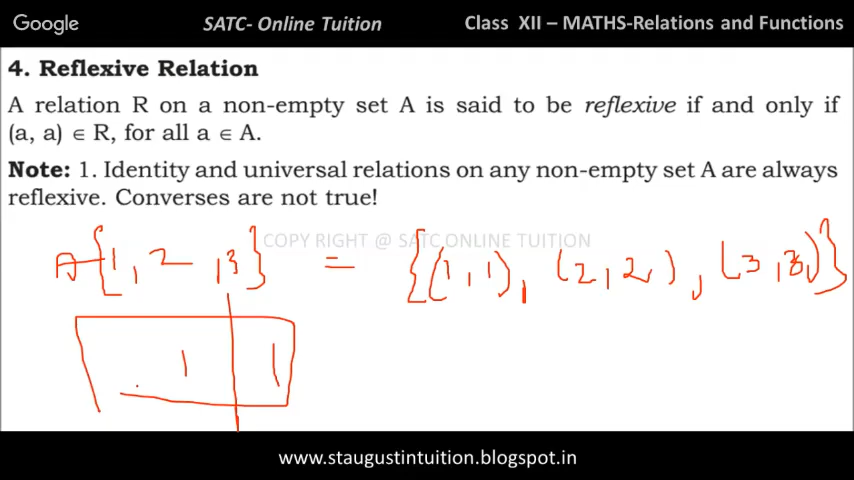 Google SATC- Online Tuition Class XII – MATHS-Relations and Functions
4. Reflexive Relation
A relation R on a non-empty set A is said to be reflexive if and only if
(a, a) ∈ R, for all a ∈ A.
Note: 1. Identity and universal relations on any non-empty set A are always
reflexive. Converses are not true!
COPY RIGHT @ SATC ONLINE TUITION
A {1, 2, 3} = {(1, 1), (2, 2), (3, 3)}
1 1
www.staugustintuition.blogspot.in